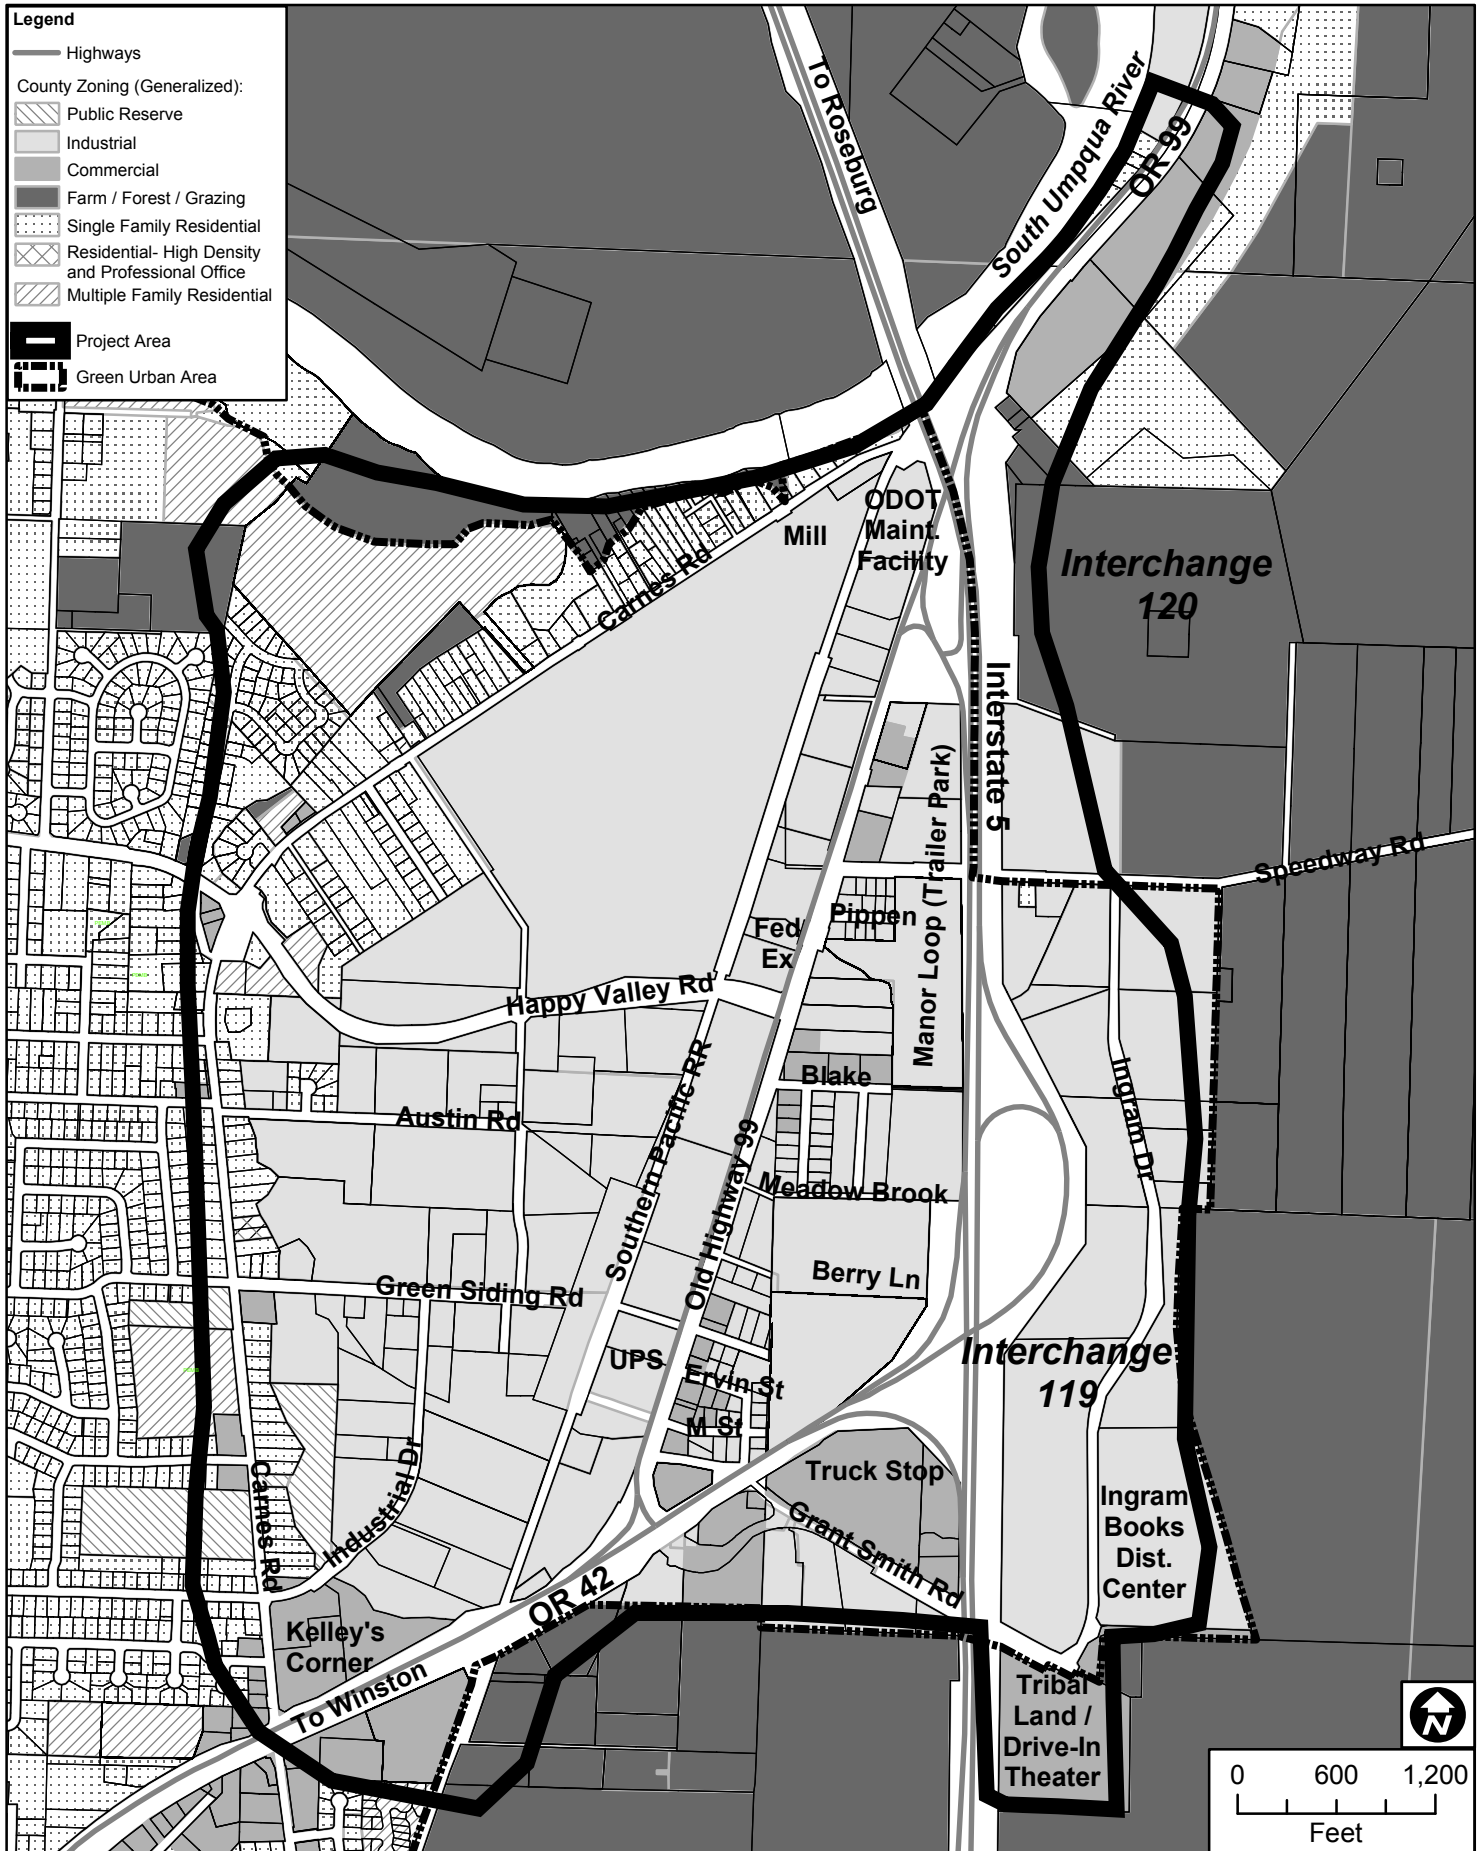 Legend
Highways
County Zoning (Generalized):
Public Reserve
Industrial
Commercial
Farm / Forest / Grazing
Single Family Residential
Residential- High Density
and Professional Office
Multiple Family Residential
Project Area
Green Urban Area
To Roseburg
South Umpqua River
OR 99
ODOT
Maint.
Facility
Mill
Carnes Rd
Interchange
120
Interstate 5
Manor Loop (Trailer Park)
Speedway Rd
Pippen
Fed
Ex
Happy Valley Rd
Blake
Ingram Dr
Austin Rd
Southern Pacific RR
Old Highway 99
Meadow Brook
Berry Ln
Green Siding Rd
UPS
Ervin St
M St
Interchange
119
Truck Stop
Carnes Rd
Industrial Dr
Grant Smith Rd
Ingram
Books
Dist.
Center
OR 42
Kelley's
Corner
To Winston
Tribal
Land /
Drive-In
Theater
N
0 600 1,200
Feet